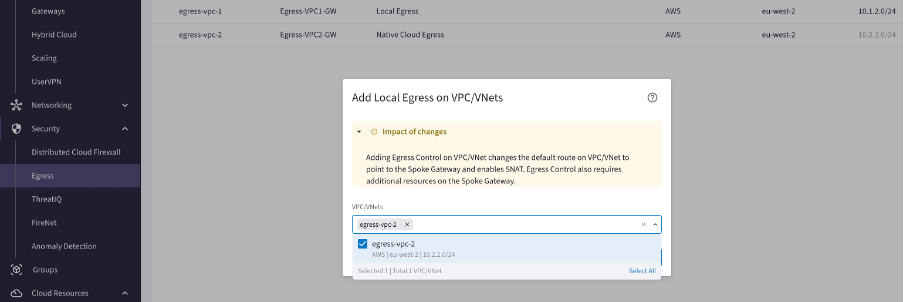 Gateways
Hybrid Cloud
Scaling
UserVPN
Networking
Security
Distributed Cloud Firewall
Egress
ThreatIQ
FireNet
Anomaly Detection
Groups
Cloud Resources
egress-vpc-1 Egress-VPC1-GW Local Egress AWS eu-west-2 10.1.2.0/24
egress-vpc-2 Egress-VPC2-GW Native Cloud Egress AWS eu-west-2 10.2.2.0/24
Add Local Egress on VPC/VNets
Impact of changes
Adding Egress Control on VPC/VNet changes the default route on VPC/VNet to
point to the Spoke Gateway and enables SNAT. Egress Control also requires
additional resources on the Spoke Gateway.
VPC/VNets
egress-vpc-2
egress-vpc-2
AWS | eu-west-2 | 10.2.2.0/24
Selected 1 | Total 1 VPC/VNet Select All